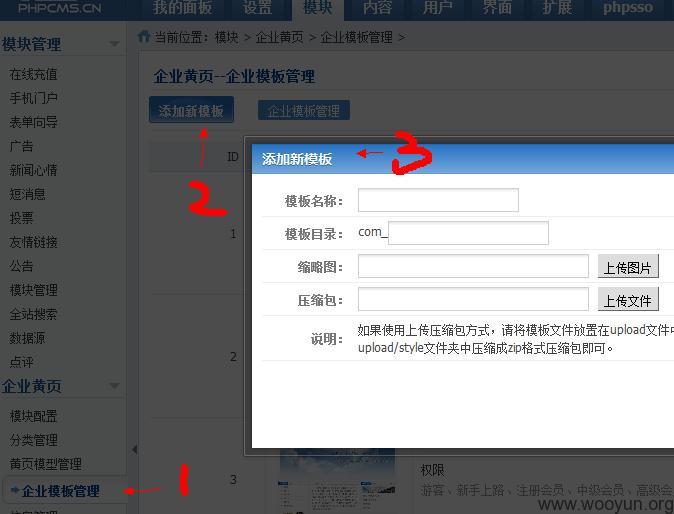 PHPCMS.CN
我的面板 设置 模块 内容 用户 界面 扩展 phpsso
模块管理
当前位置：模块 > 企业黄页 > 企业模板管理 >
在线充值
手机门户
表单向导
广告
新闻心情
短消息
投票
友情链接
公告
模块管理
全站搜索
数据源
点评
企业黄页
模块配置
分类管理
黄页模型管理
企业模板管理
1
企业黄页--企业模板管理
添加新模板 企业模板管理
2
ID
1
2
3
添加新模板
3
模板名称：
模板目录： com_
缩略图： 上传图片
压缩包： 上传文件
说明： 如果使用上传压缩包方式，请将模板文件放置在upload文件
upload/style文件夹中压缩成zip格式压缩包即可。
权限
游客、新手上路、注册会员、中级会员、高级会
www.wooyun.org